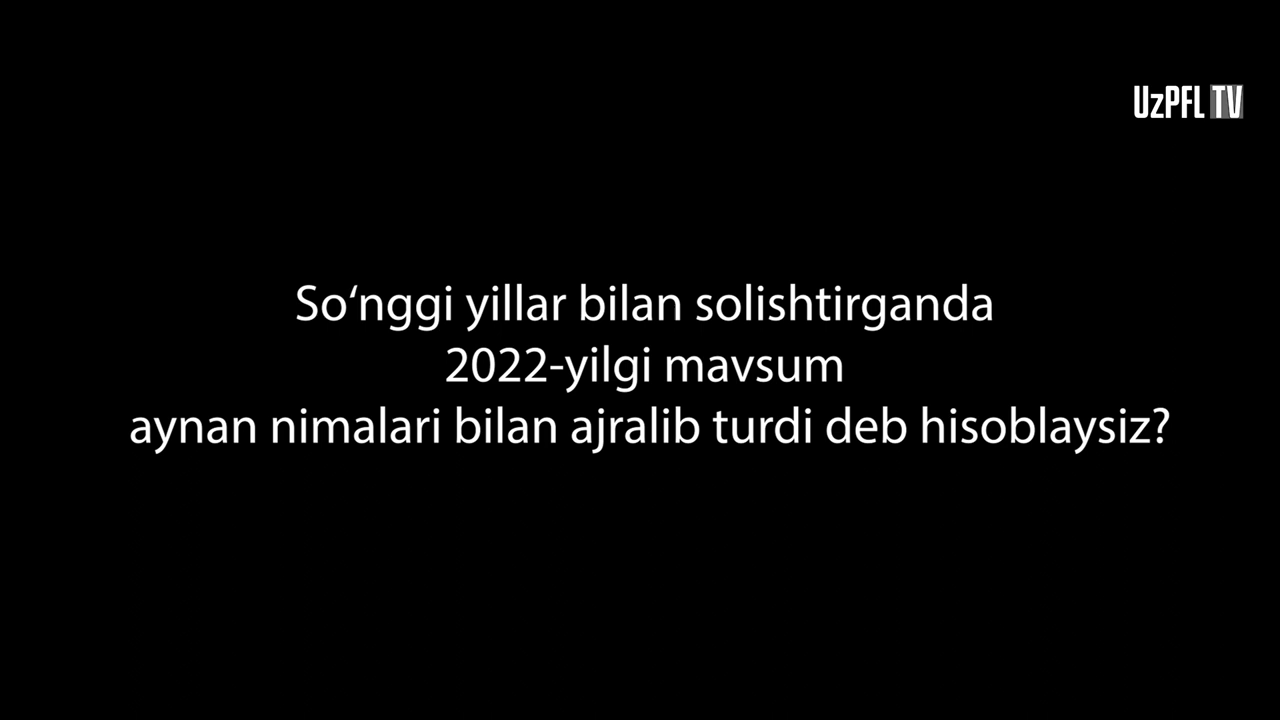 UzPFL TV
So‘nggi yillar bilan solishtirganda
2022-yilgi mavsum
aynan nimalari bilan ajralib turdi deb hisoblaysiz?